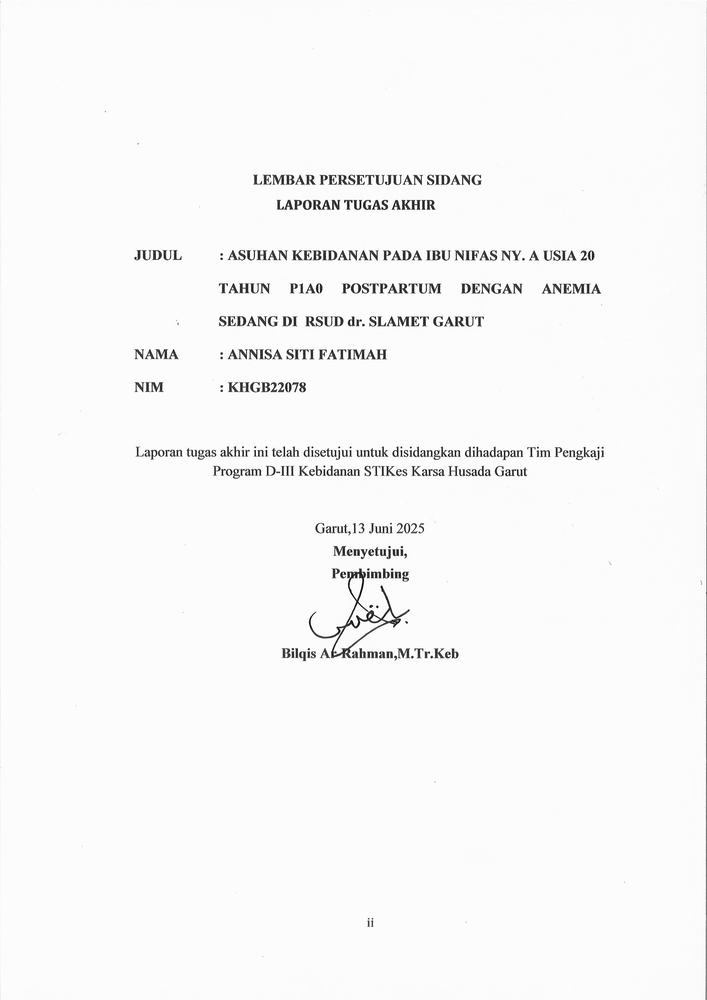 LEMBAR PERSETUJUAN SIDANG
LAPORAN TUGAS AKHIR
JUDUL : ASUHAN KEBIDANAN PADA IBU NIFAS NY. A USIA 20
TAHUN P1A0 POSTPARTUM DENGAN ANEMIA
SEDANG DI RSUD dr. SLAMET GARUT
NAMA : ANNISA SITI FATIMAH
NIM : KHGB22078
Laporan tugas akhir ini telah disetujui untuk disidangkan dihadapan Tim Pengkaji
Program D-III Kebidanan STIKes Karsa Husada Garut
Garut,13 Juni 2025
Menyetujui,
Pembimbing
Bilqis Ar-Rahman,M.Tr.Keb
ii